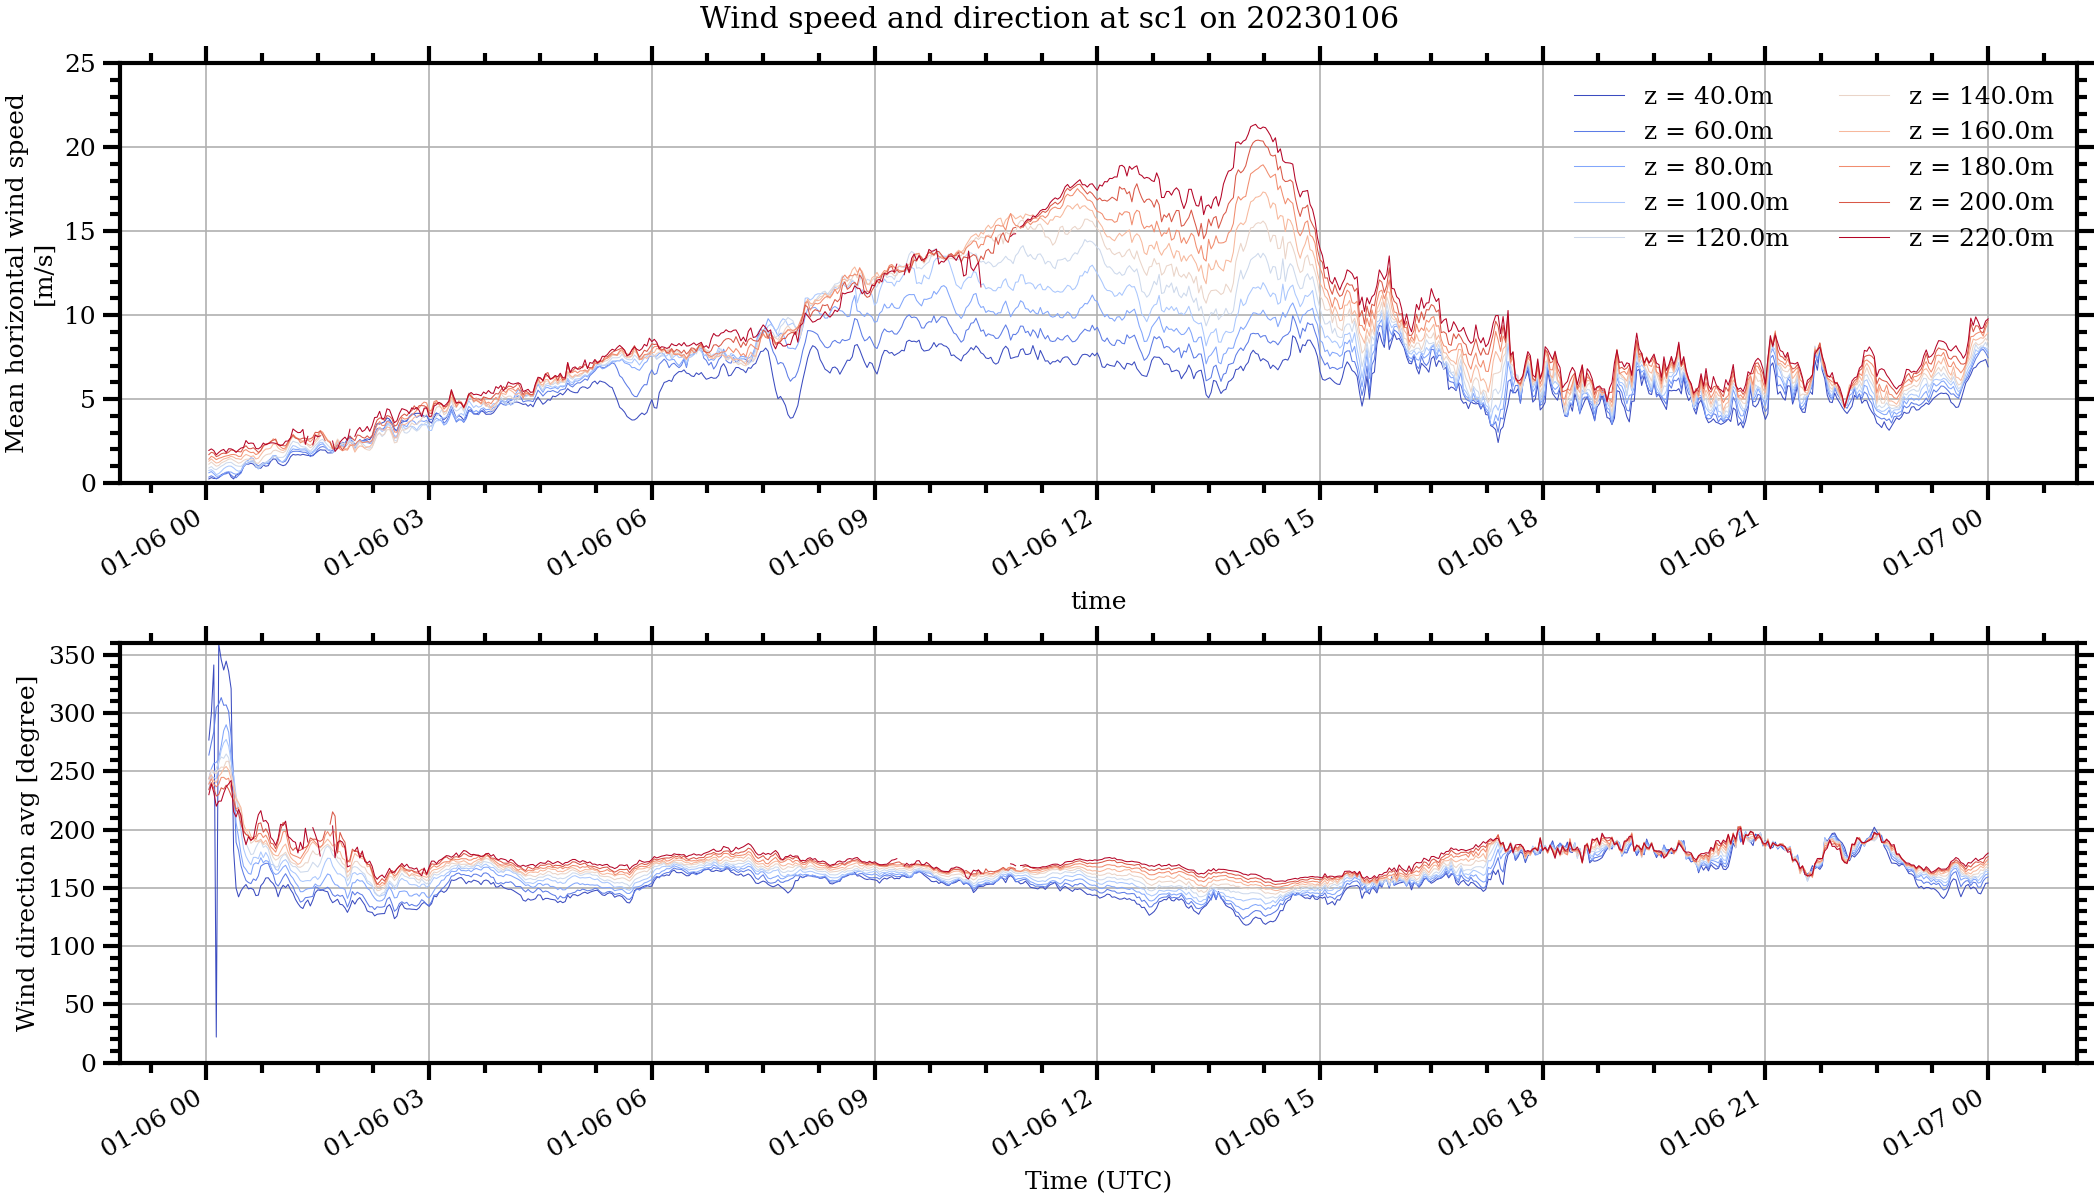 Wind speed and direction at sc1 on 20230106
Mean horizontal wind speed
[m/s]
25
20
15
10
5
0
z = 40.0m
z = 60.0m
z = 80.0m
z = 100.0m
z = 120.0m
z = 140.0m
z = 160.0m
z = 180.0m
z = 200.0m
z = 220.0m
01-06 00
01-06 03
01-06 06
01-06 09
01-06 12
01-06 15
01-06 18
01-06 21
01-07 00
time
Wind direction avg [degree]
350
300
250
200
150
100
50
0
01-06 00
01-06 03
01-06 06
01-06 09
01-06 12
01-06 15
01-06 18
01-06 21
01-07 00
Time (UTC)